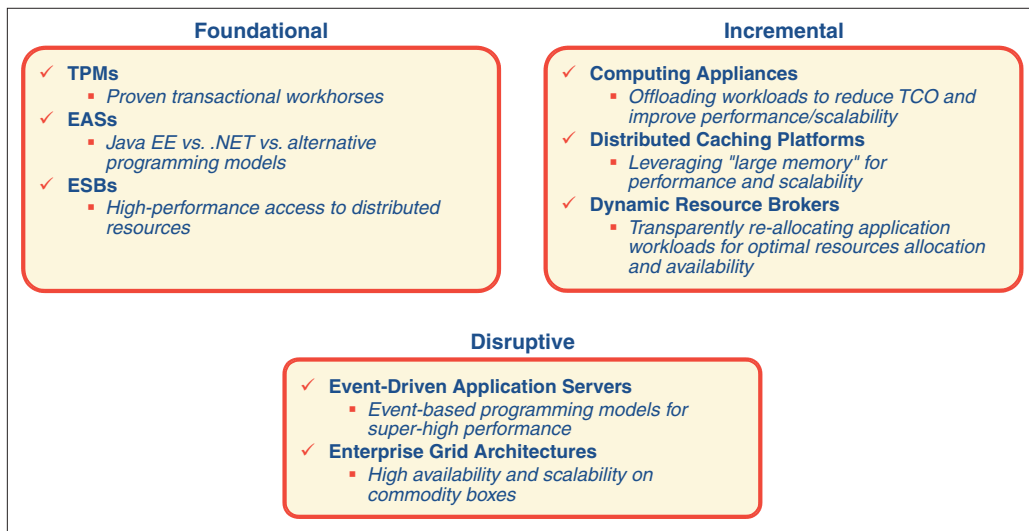 Foundational
✓ TPMs
▪ Proven transactional workhorses
✓ EASs
▪ Java EE vs. .NET vs. alternative
programming models
✓ ESBs
▪ High-performance access to distributed
resources
Incremental
✓ Computing Appliances
▪ Offloading workloads to reduce TCO and
improve performance/scalability
✓ Distributed Caching Platforms
▪ Leveraging "large memory" for
performance and scalability
✓ Dynamic Resource Brokers
▪ Transparently re-allocating application
workloads for optimal resources allocation
and availability
Disruptive
✓ Event-Driven Application Servers
▪ Event-based programming models for
super-high performance
✓ Enterprise Grid Architectures
▪ High availability and scalability on
commodity boxes